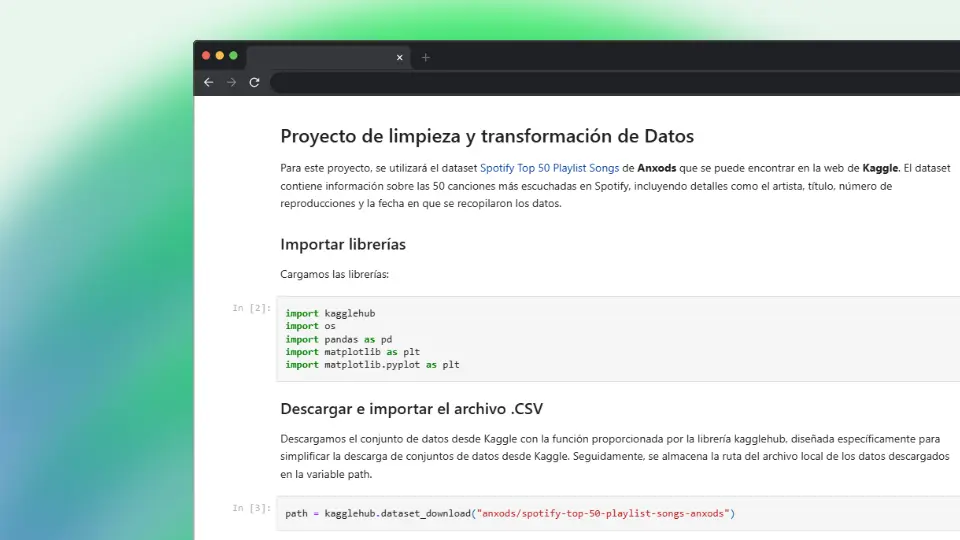 Proyecto de limpieza y transformación de Datos
Para este proyecto, se utilizará el dataset Spotify Top 50 Playlist Songs de Anxods que se puede encontrar en la web de Kaggle. El dataset
contiene información sobre las 50 canciones más escuchadas en Spotify, incluyendo detalles como el artista, título, número de
reproducciones y la fecha en que se recopilaron los datos.
Importar librerías
Cargamos las librerías:
In [2]:
import kagglehub
import os
import pandas as pd
import matplotlib as plt
import matplotlib.pyplot as plt
Descargar e importar el archivo .CSV
Descargamos el conjunto de datos desde Kaggle con la función proporcionada por la librería kagglehub, diseñada específicamente para
simplificar la descarga de conjuntos de datos desde Kaggle. Seguidamente, se almacena la ruta del archivo local de los datos descargados
en la variable path.
In [3]:
path = kagglehub.dataset_download("anxods/spotify-top-50-playlist-songs-anxods")